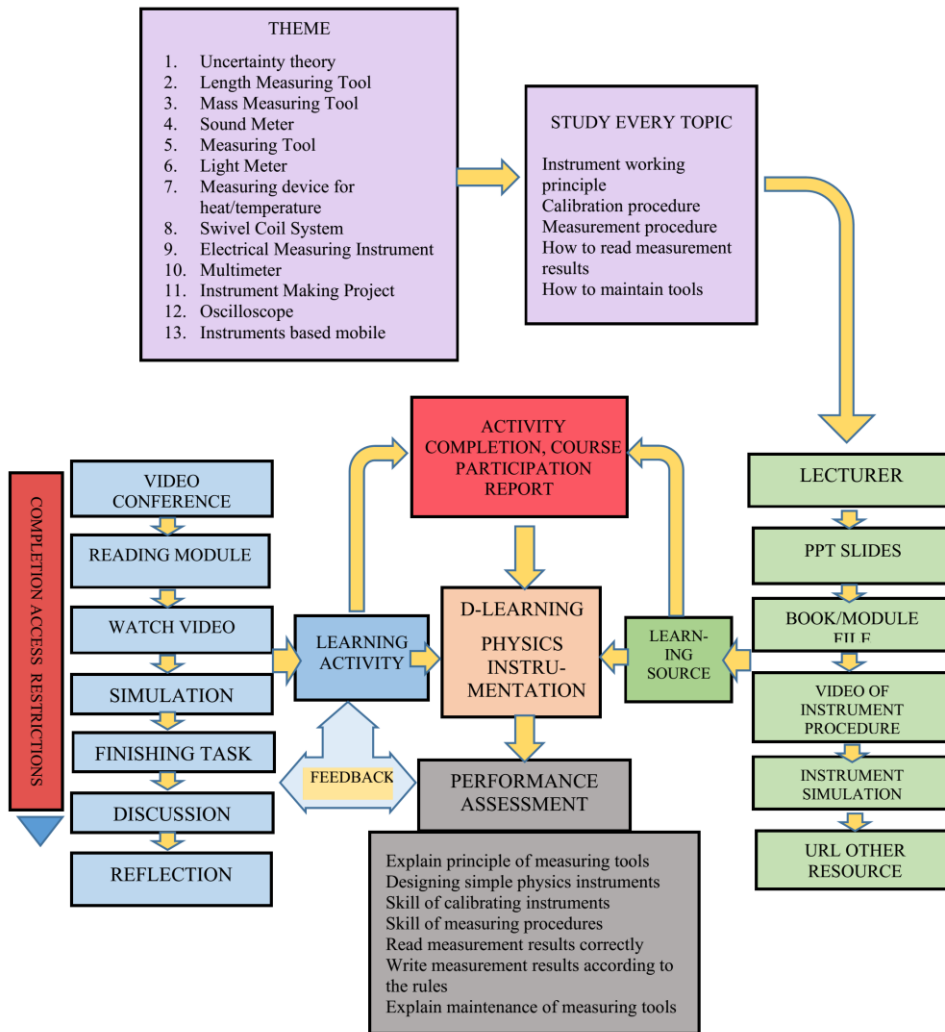 THEME
1. Uncertainty theory
2. Length Measuring Tool
3. Mass Measuring Tool
4. Sound Meter
5. Measuring Tool
6. Light Meter
7. Measuring device for
heat/temperature
8. Swivel Coil System
9. Electrical Measuring Instrument
10. Multimeter
11. Instrument Making Project
12. Oscilloscope
13. Instruments based mobile
STUDY EVERY TOPIC
Instrument working
principle
Calibration procedure
Measurement procedure
How to read measurement
results
How to maintain tools
ACTIVITY
COMPLETION, COURSE
PARTICIPATION
REPORT
COMPLETION ACCESS RESTRICTIONS
VIDEO
CONFERENCE
READING MODULE
WATCH VIDEO
SIMULATION
FINISHING TASK
DISCUSSION
REFLECTION
LEARNING
ACTIVITY
D-LEARNING
PHYSICS
INSTRU-
MENTATION
LEARN-
ING
SOURCE
LECTURER
PPT SLIDES
BOOK/MODULE
FILE
VIDEO OF
INSTRUMENT
PROCEDURE
INSTRUMENT
SIMULATION
URL OTHER
RESOURCE
FEEDBACK
PERFORMANCE
ASSESSMENT
Explain principle of measuring tools
Designing simple physics instruments
Skill of calibrating instruments
Skill of measuring procedures
Read measurement results correctly
Write measurement results according to
the rules
Explain maintenance of measuring tools